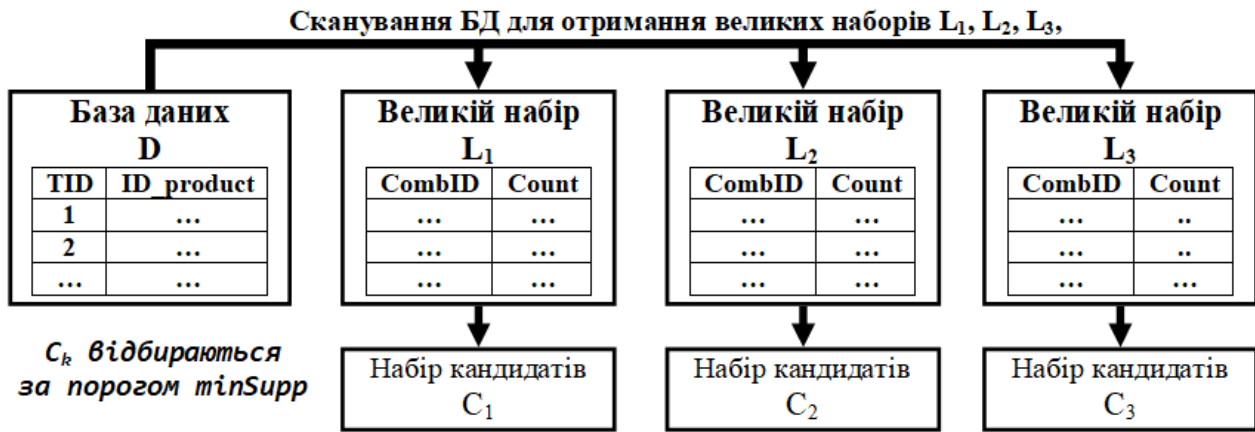 Сканування БД для отримання великих наборів L₁, L₂, L₃,
База даних
D
TID ID_product
1 ...
2 ...
... ...
Великій набір
L₁
CombID Count
... ...
... ...
... ...
Великій набір
L₂
CombID Count
... ...
... ...
... ...
Великій набір
L₃
CombID Count
... ..
... ..
... ...
Cₖ відбираються
за порогом minSupp
Набір кандидатів
C₁
Набір кандидатів
C₂
Набір кандидатів
C₃